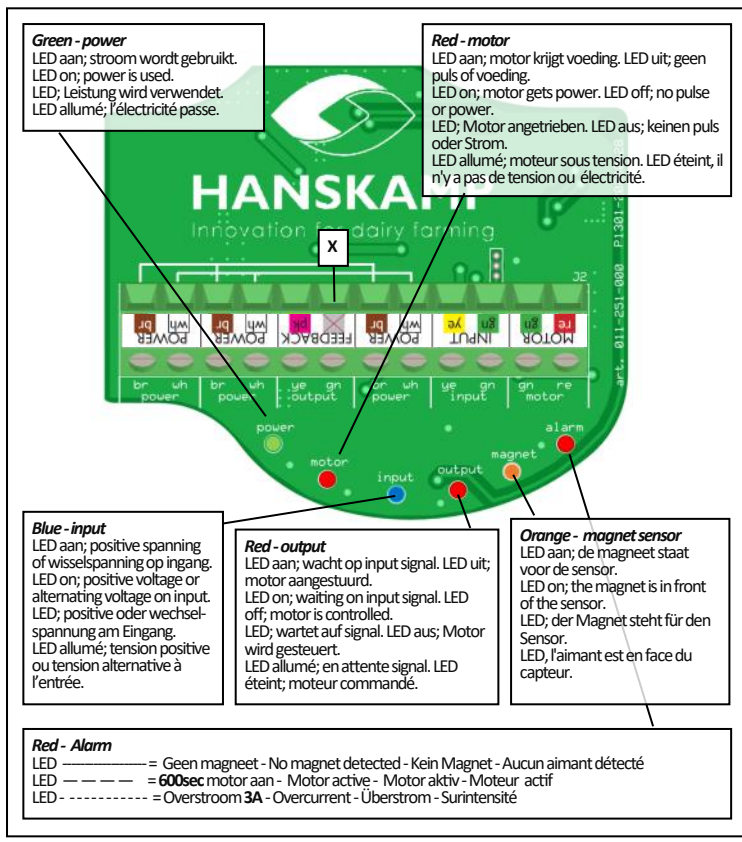 Green - power
LED aan; stroom wordt gebruikt.
LED on; power is used.
LED; Leistung wird verwendet.
LED allumé; l'électricité passe.
Red - motor
LED aan; motor krijgt voeding. LED uit; geen
puls of voeding.
LED on; motor gets power. LED off; no pulse
or power.
LED; Motor angetrieben. LED aus; keinen puls
oder Strom.
LED allumé; moteur sous tension. LED éteint, il
n'y a pas de tension ou électricité.
HANSKAMP
Innovation for dairy farming
X
J2
art. 011-251-000
br wh br wh pk br wh ye gn gn re
POWER POWER FEEDBACK POWER INPUT MOTOR
br wh br wh ye gn br wh ye gn gn re
power power output power input motor
power
motor
input
output
magnet
alarm
Blue - input
LED aan; positive spanning
of wisselspanning op ingang.
LED on; positive voltage or
alternating voltage on input.
LED; positive oder wechsel-
spannung am Eingang.
LED allumé; tension positive
ou tension alternative à
l'entrée.
Red - output
LED aan; wacht op input signal. LED uit;
motor aangestuurd.
LED on; waiting on input signal. LED
off; motor is controlled.
LED; wartet auf signal. LED aus; Motor
wird gesteuert.
LED allumé; en attente signal. LED
éteint; moteur commandé.
Orange - magnet sensor
LED aan; de magneet staat
voor de sensor.
LED on; the magnet is in front
of the sensor.
LED; der Magnet steht für den
Sensor.
LED, l'aimant est en face du
capteur.
Red - Alarm
LED ------------------- = Geen magneet - No magnet detected - Kein Magnet - Aucun aimant détecté
LED — — — — = 600sec motor aan - Motor active - Motor aktiv - Moteur actif
LED - - - - - - - - - - - - = Overstroom 3A - Overcurrent - Überstrom - Surintensité